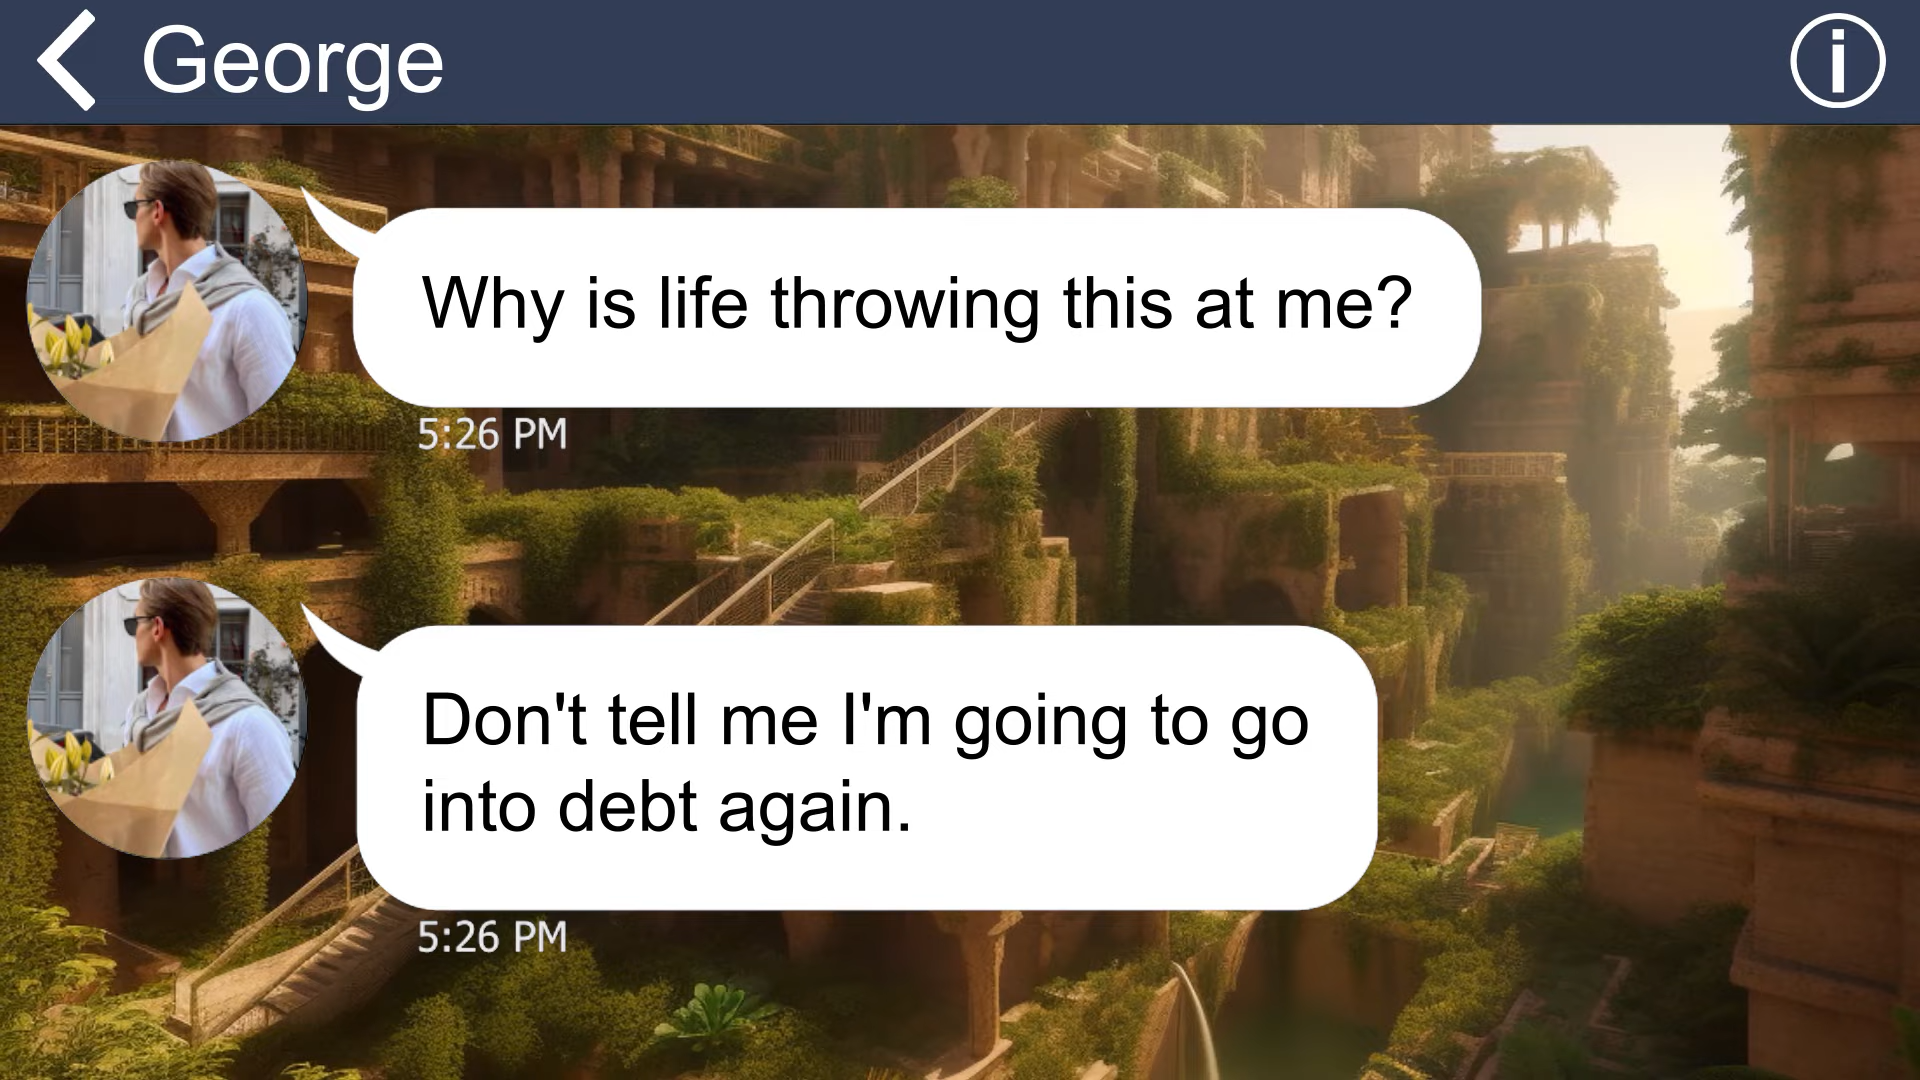 George
Why is life throwing this at me?
5:26 PM
Don't tell me I'm going to go
into debt again.
5:26 PM